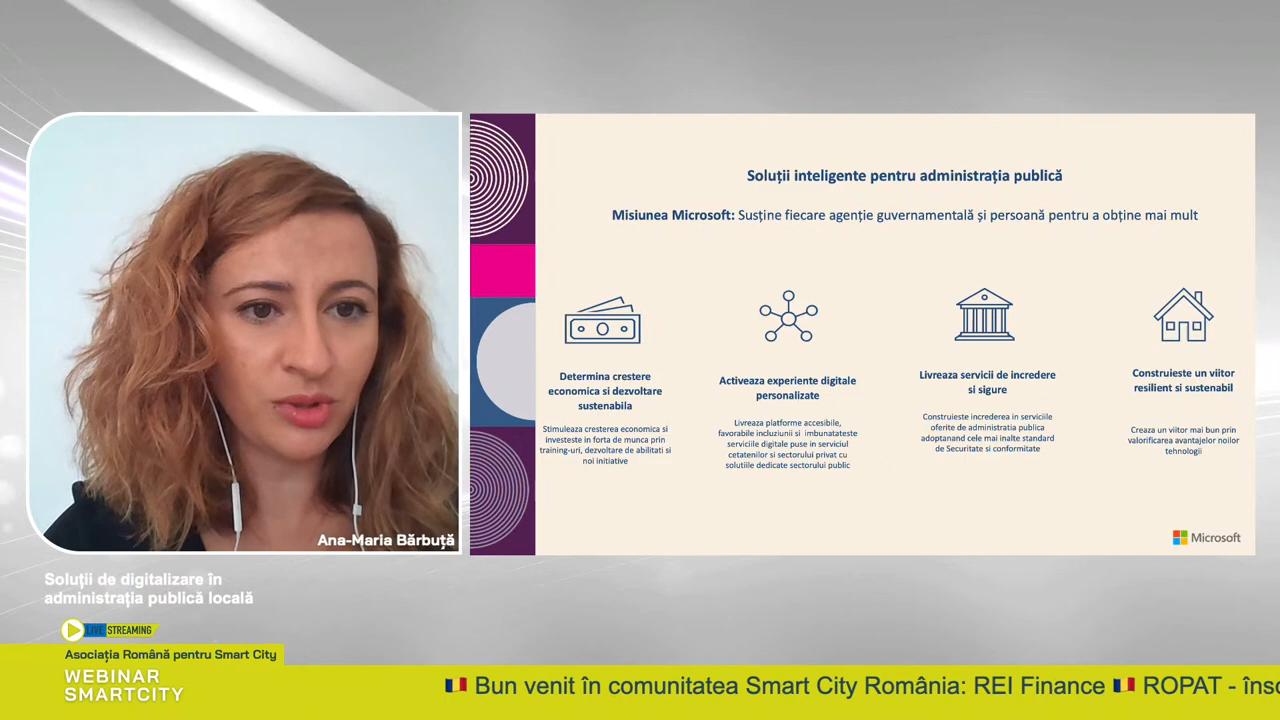 Soluții inteligente pentru administrația publică
Misiunea Microsoft: Susține fiecare agenție guvernamentală și persoană pentru a obține mai mult
Determina crestere
economica si dezvoltare
sustenabila
Stimuleaza cresterea economica si
investeste in forta de munca prin
training-uri, dezvoltare de abilitati si
noi initiative
Activeaza experiente digitale
personalizate
Livreaza platforme accesibile,
favorabile incluziunii si imbunatateste
serviciile digitale puse in serviciul
cetatenilor si sectorului privat cu
solutiile dedicate sectorului public
Livreaza servicii de incredere
si sigure
Construieste increderea in serviciile
oferite de administratia publica
adoptanand cele mai inalte standard
de Securitate si conformitate
Construieste un viitor
resilient si sustenabil
Creaza un viitor mai bun prin
valorificarea avantajelor noilor
tehnologii
Microsoft
Ana-Maria Bărbuță
Soluții de digitalizare în
administrația publică locală
LIVE STREAMING
Asociația Română pentru Smart City
WEBINAR
SMARTCITY
Bun venit în comunitatea Smart City România: REI Finance ROPAT - înso